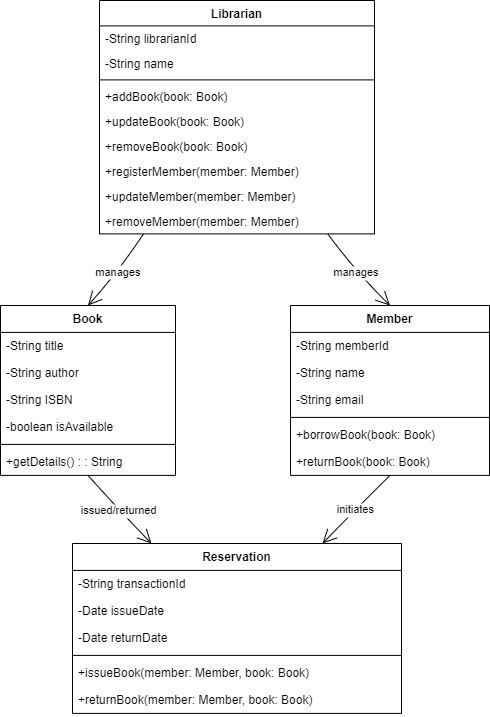 Librarian
-String librarianId
-String name
+addBook(book: Book)
+updateBook(book: Book)
+removeBook(book: Book)
+registerMember(member: Member)
+updateMember(member: Member)
+removeMember(member: Member)
manages
manages
Book
-String title
-String author
-String ISBN
-boolean isAvailable
+getDetails() : : String
Member
-String memberId
-String name
-String email
+borrowBook(book: Book)
+returnBook(book: Book)
issued/returned
initiates
Reservation
-String transactionId
-Date issueDate
-Date returnDate
+issueBook(member: Member, book: Book)
+returnBook(member: Member, book: Book)